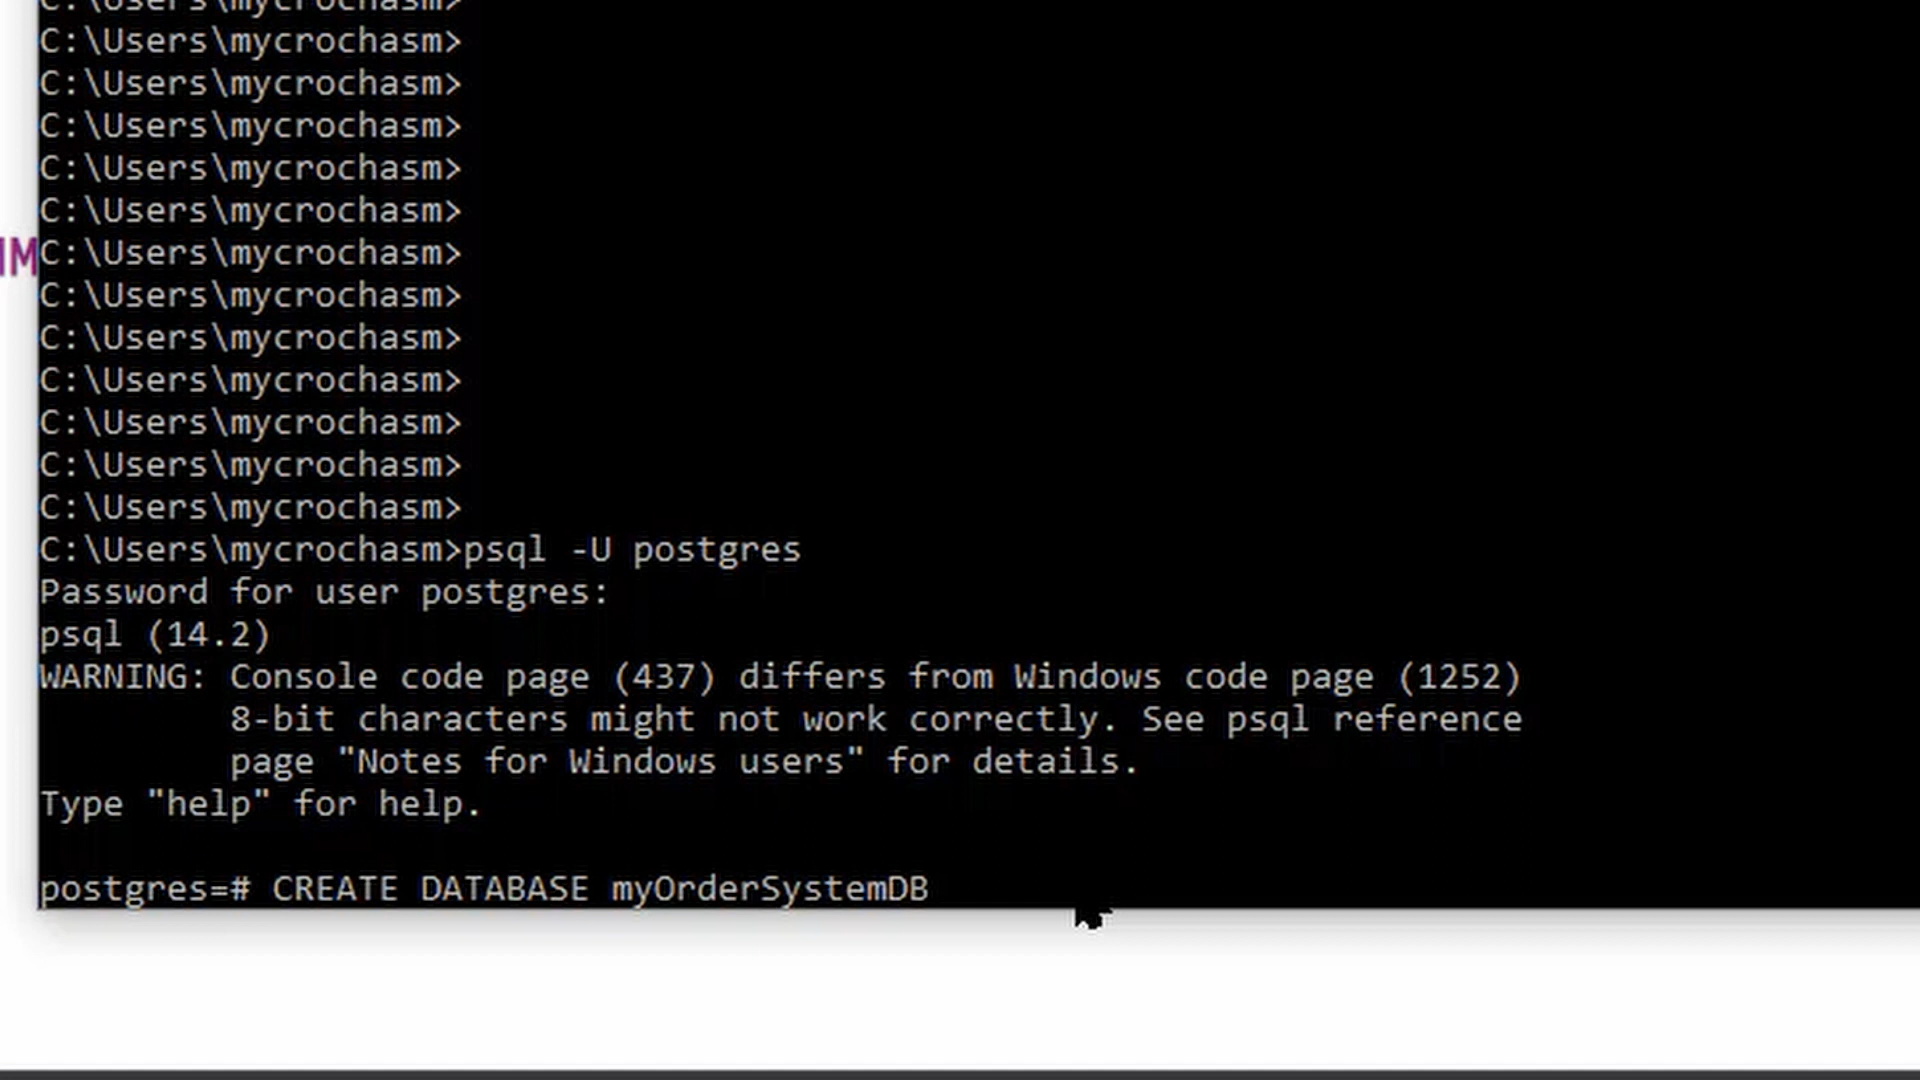 C:\Users\mycrochasm>
C:\Users\mycrochasm>
C:\Users\mycrochasm>
C:\Users\mycrochasm>
C:\Users\mycrochasm>
C:\Users\mycrochasm>
C:\Users\mycrochasm>
C:\Users\mycrochasm>
C:\Users\mycrochasm>
C:\Users\mycrochasm>
C:\Users\mycrochasm>
C:\Users\mycrochasm>
C:\Users\mycrochasm>
C:\Users\mycrochasm>psql -U postgres
Password for user postgres:
psql (14.2)
WARNING: Console code page (437) differs from Windows code page (1252)
8-bit characters might not work correctly. See psql reference
page "Notes for Windows users" for details.
Type "help" for help.
postgres=# CREATE DATABASE myOrderSystemDB